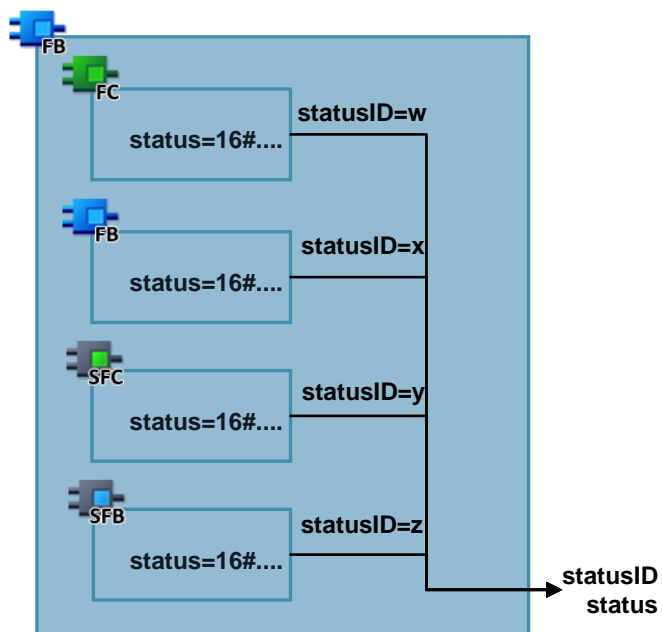 FB
FC
statusID=w
status=16#....
FB
statusID=x
status=16#....
SFC
statusID=y
status=16#....
SFB
statusID=z
status=16#....
statusID
status